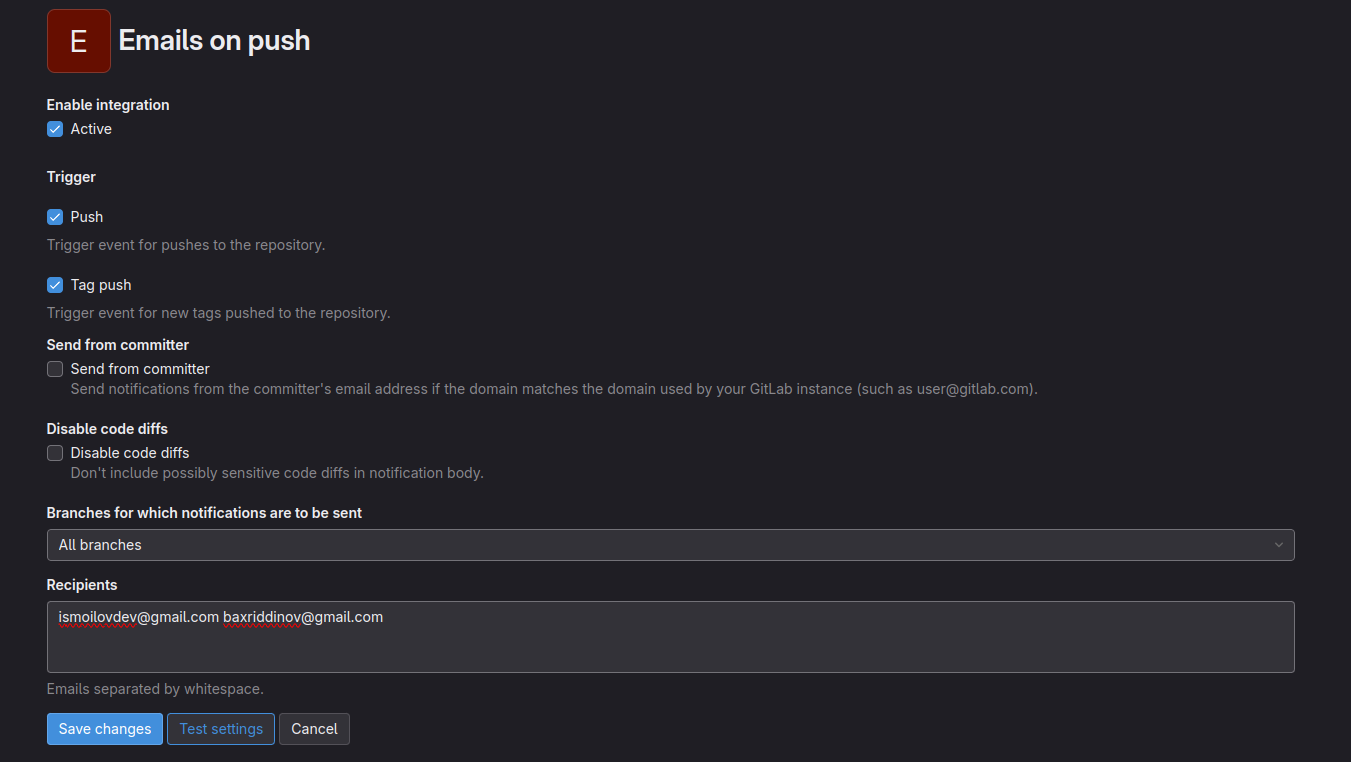 E
Emails on push
Enable integration
Active
Trigger
Push
Trigger event for pushes to the repository.
Tag push
Trigger event for new tags pushed to the repository.
Send from committer
Send from committer
Send notifications from the committer's email address if the domain matches the domain used by your GitLab instance (such as user@gitlab.com).
Disable code diffs
Disable code diffs
Don't include possibly sensitive code diffs in notification body.
Branches for which notifications are to be sent
All branches
Recipients
ismoilovdev@gmail.com baxriddinov@gmail.com
Emails separated by whitespace.
Save changes Test settings Cancel